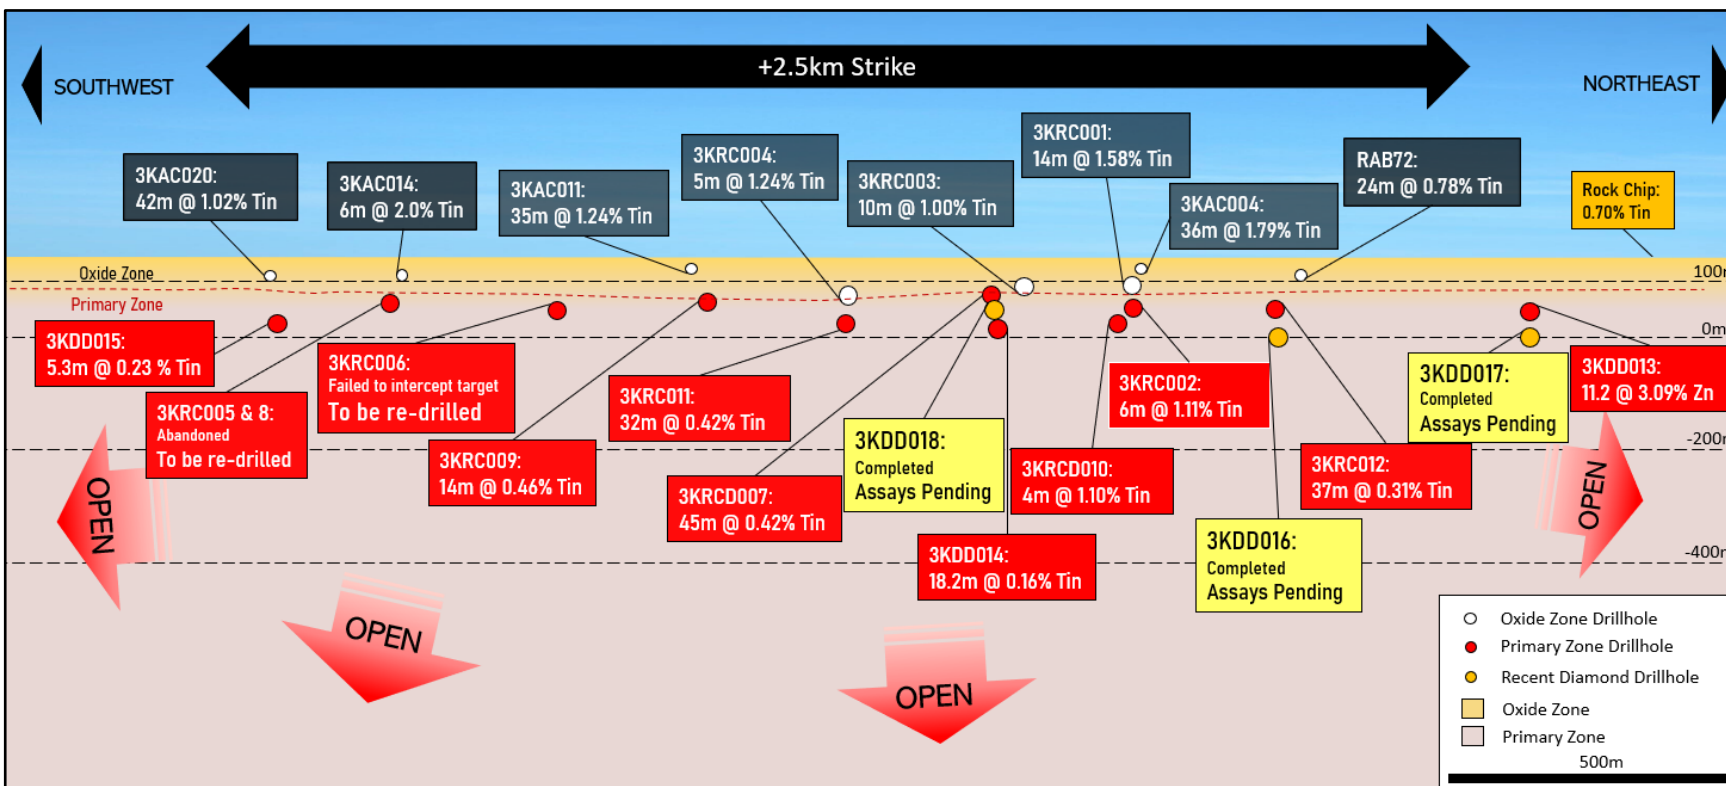 +2.5km Strike
SOUTHWEST
NORTHEAST
3KAC020:
42m @ 1.02% Tin
3KAC014:
6m @ 2.0% Tin
3KAC011:
35m @ 1.24% Tin
3KRC004:
5m @ 1.24% Tin
3KRC003:
10m @ 1.00% Tin
3KRC001:
14m @ 1.58% Tin
3KAC004:
36m @ 1.79% Tin
RAB72:
24m @ 0.78% Tin
Rock Chip:
0.70% Tin
Oxide Zone
100m
Primary Zone
0m
3KDD015:
5.3m @ 0.23 % Tin
3KRC005 & 8:
Abandoned
To be re-drilled
3KRC006:
Failed to intercept target
To be re-drilled
3KRC009:
14m @ 0.46% Tin
3KRC011:
32m @ 0.42% Tin
3KRCD007:
45m @ 0.42% Tin
3KDD018:
Completed
Assays Pending
3KDD014:
18.2m @ 0.16% Tin
3KRCD010:
4m @ 1.10% Tin
3KRC002:
6m @ 1.11% Tin
3KDD016:
Completed
Assays Pending
3KRC012:
37m @ 0.31% Tin
3KDD017:
Completed
Assays Pending
3KDD013:
11.2 @ 3.09% Zn
-200m
-400m
OPEN
OPEN
OPEN
OPEN
Oxide Zone Drillhole
Primary Zone Drillhole
Recent Diamond Drillhole
Oxide Zone
Primary Zone
500m